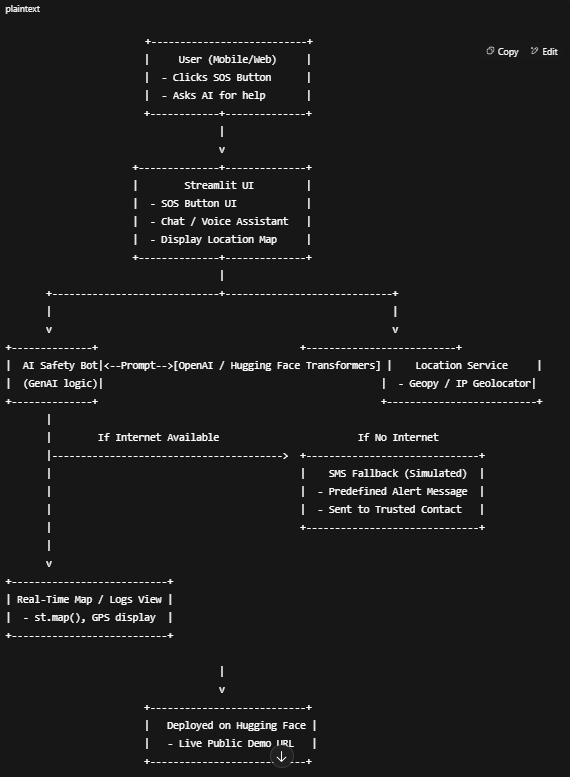 plaintext
Copy Edit
+--------------------------+
|     User (Mobile/Web)     |
|  - Clicks SOS Button      |
|  - Asks AI for help       |
+------------+-------------+
|
v
+-------------+-------------+
|        Streamlit UI         |
|  - SOS Button UI            |
|  - Chat / Voice Assistant   |
|  - Display Location Map     |
+-------------+-------------+
|
+----------------------------+----------------------------+
|                                                         |
v                                                         v
+--------------+                                  +-------------------------+
|  AI Safety Bot|<--Prompt-->[OpenAI / Hugging Face Transformers] |    Location Service     |
|  (GenAI logic)|                                              |  - Geopy / IP Geolocator|
+--------------+                                              +-------------------------+
|
|        If Internet Available                       If No Internet
|--------------------------------------->  +-----------------------------+
|                                          |    SMS Fallback (Simulated)  |
|                                          |  - Predefined Alert Message  |
|                                          |  - Sent to Trusted Contact   |
|                                          +-----------------------------+
|
v
+--------------------------+
| Real-Time Map / Logs View |
|  - st.map(), GPS display  |
+--------------------------+
|
v
+--------------------------+
|   Deployed on Hugging Face |
|   - Live Public Demo URL   |
+--------------------------+